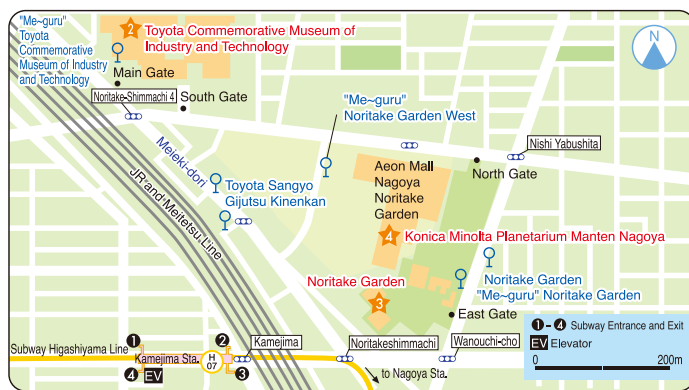 "Me~guru"
Toyota
Commemorative
Museum of Industry
and Technology
2
Toyota Commemorative Museum of
Industry and Technology
N
Main Gate
Noritake-Shimmachi 4
South Gate
"Me~guru"
Noritake Garden West
Nishi Yabushita
Meieki-dori
JR and Meitetsu Line
Toyota Sangyo
Gijutsu Kinenkan
Aeon Mall
Nagoya
Noritake
Garden
North Gate
4
Konica Minolta Planetarium Manten Nagoya
Noritake Garden
3
Noritake Garden
"Me~guru" Noritake Garden
East Gate
1 - 4 Subway Entrance and Exit
EV Elevator
0 200m
Subway Higashiyama Line
1
2
Kamejima Sta.
H
07
4
EV
3
Kamejima
Noritakeshimmachi
Wanouchi-cho
to Nagoya Sta.